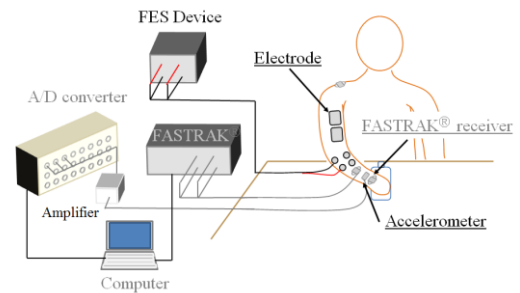 FES Device
Electrode
A/D converter
FASTRAK
FASTRAK® receiver
Amplifier
Accelerometer
Computer